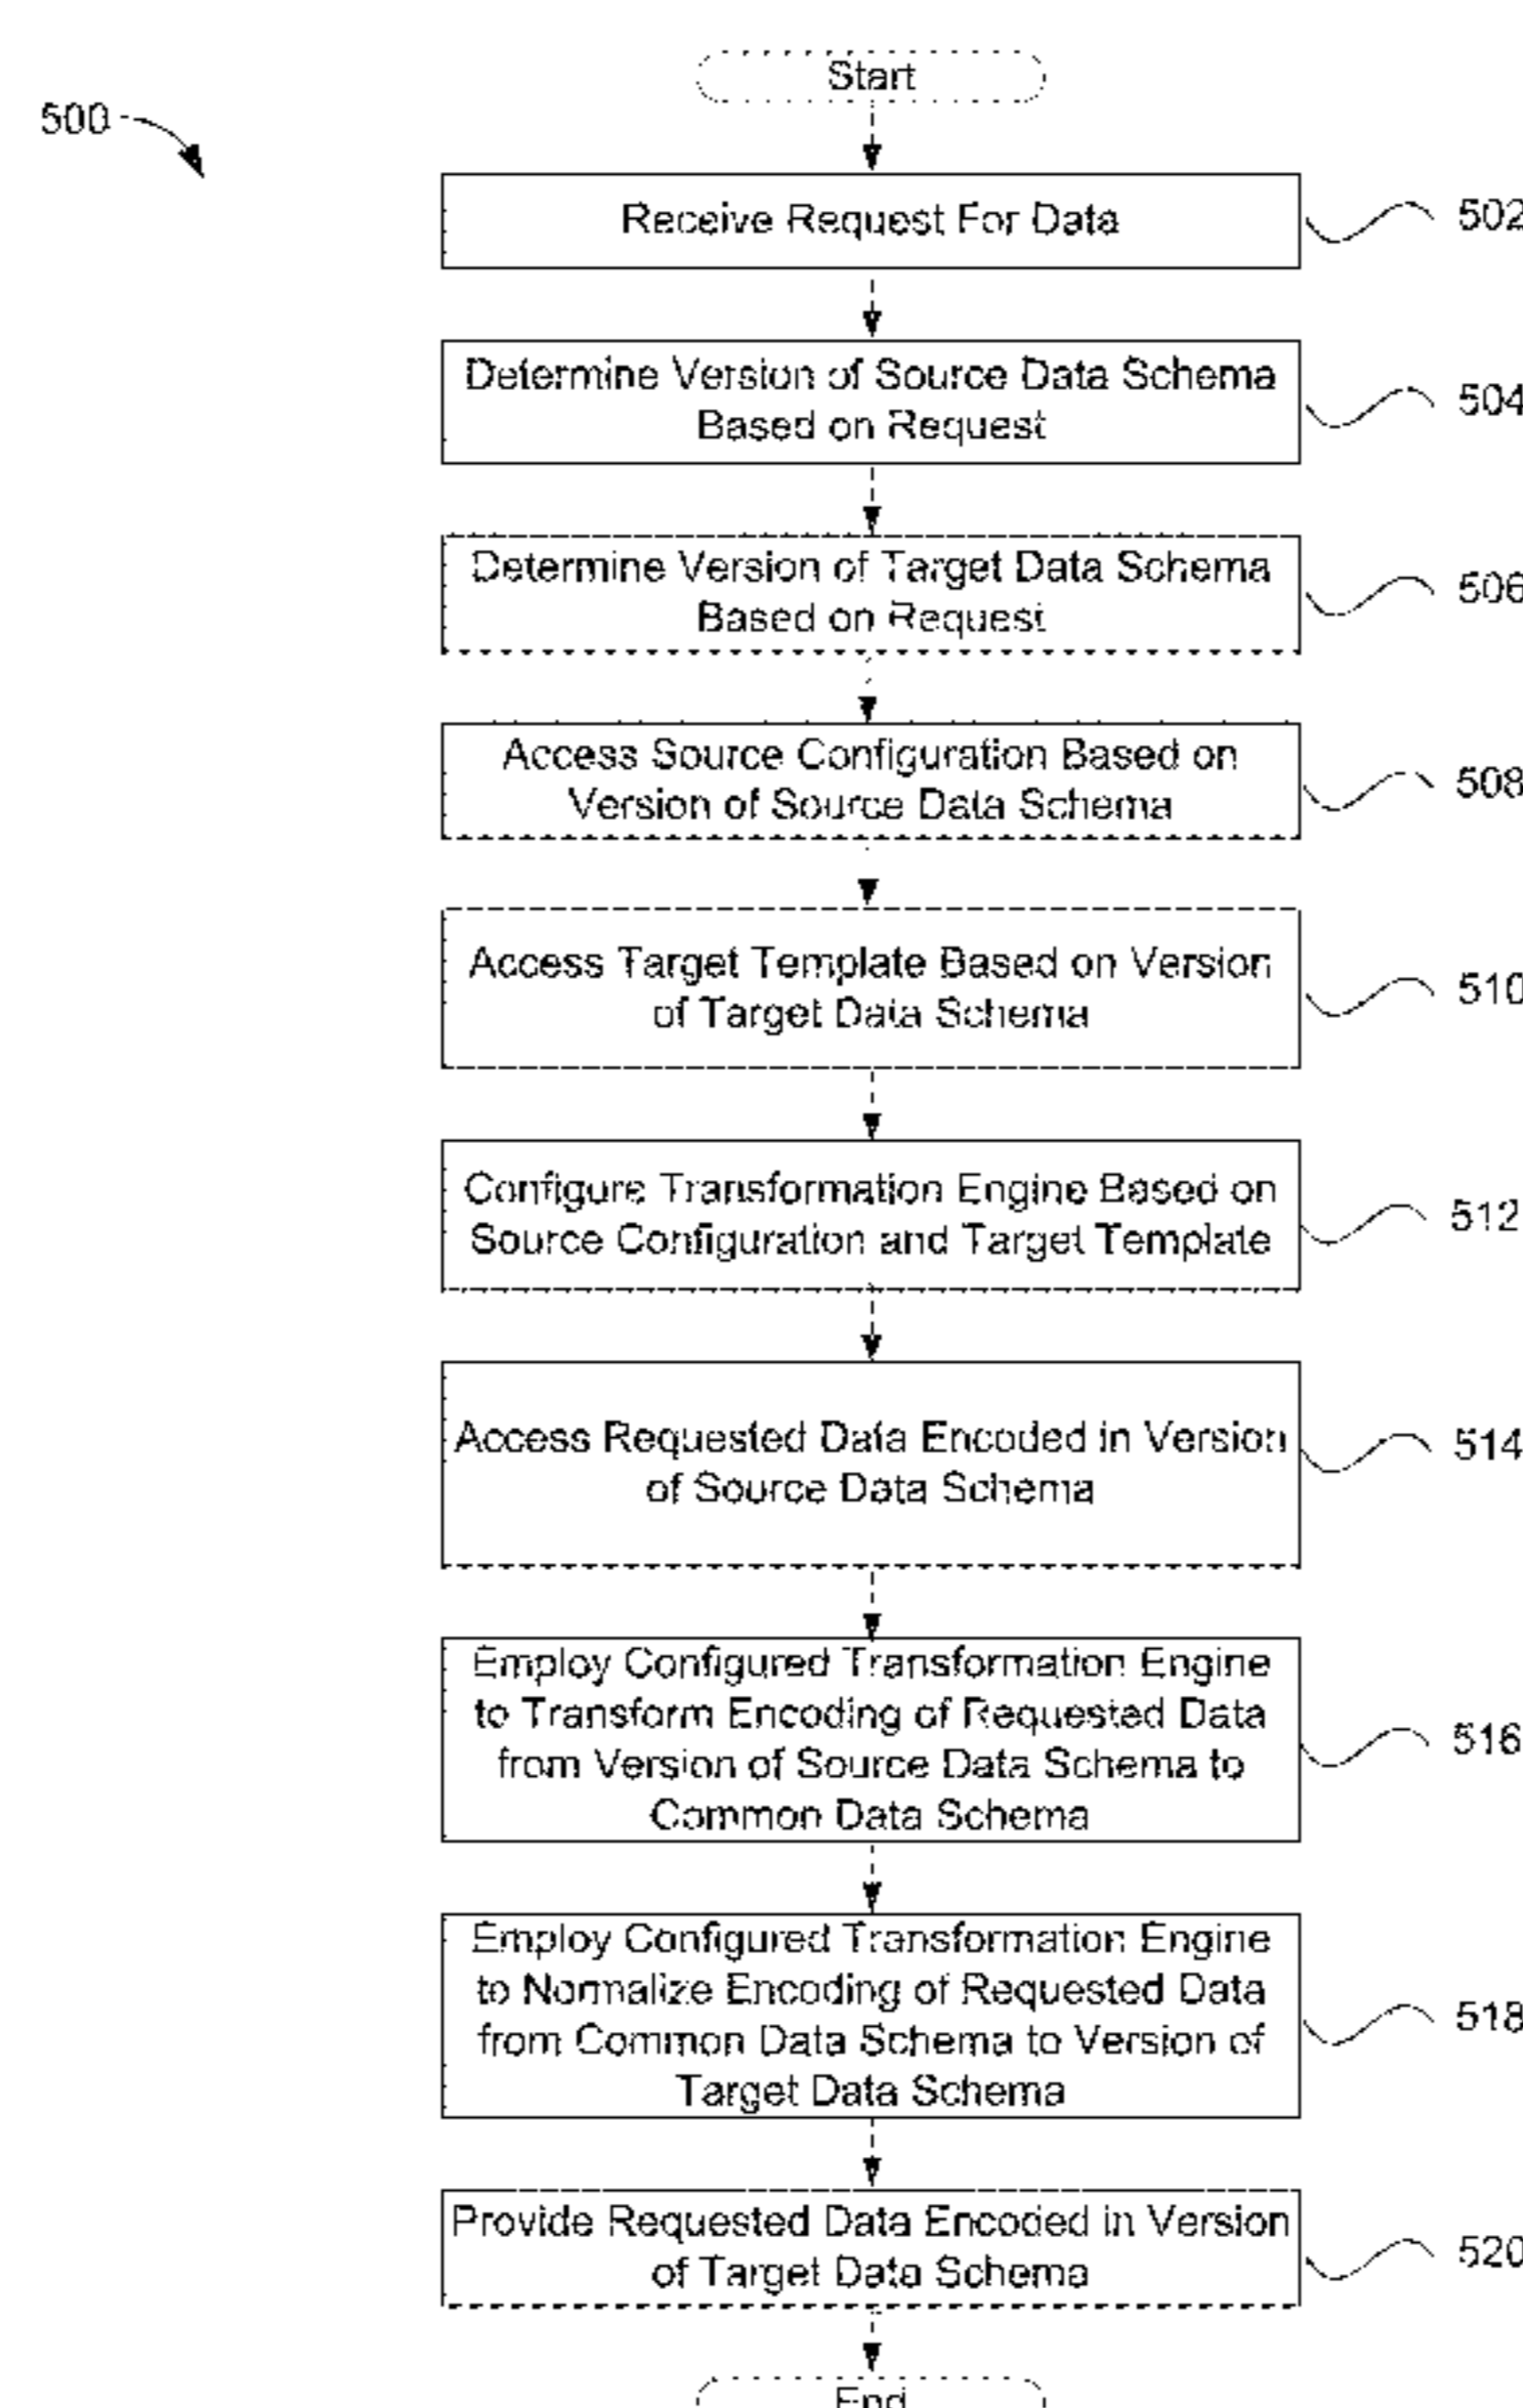 Start
500
Receive Request For Data
502
Determine Version of Source Data Schema
Based on Request
504
Determine Version of Target Data Schema
Based on Request
506
Access Source Configuration Based on
Version of Source Data Schema
508
Access Target Template Based on Version
of Target Data Schema
510
Configure Transformation Engine Based on
Source Configuration and Target Template
512
Access Requested Data Encoded in Version
of Source Data Schema
514
Employ Configured Transformation Engine
to Transform Encoding of Requested Data
from Version of Source Data Schema to
Common Data Schema
516
Employ Configured Transformation Engine
to Normalize Encoding of Requested Data
from Common Data Schema to Version of
Target Data Schema
518
Provide Requested Data Encoded in Version
of Target Data Schema
520
End